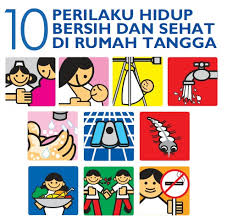 10 PERILAKU HIDUP
BERSIH DAN SEHAT
DI RUMAH TANGGA